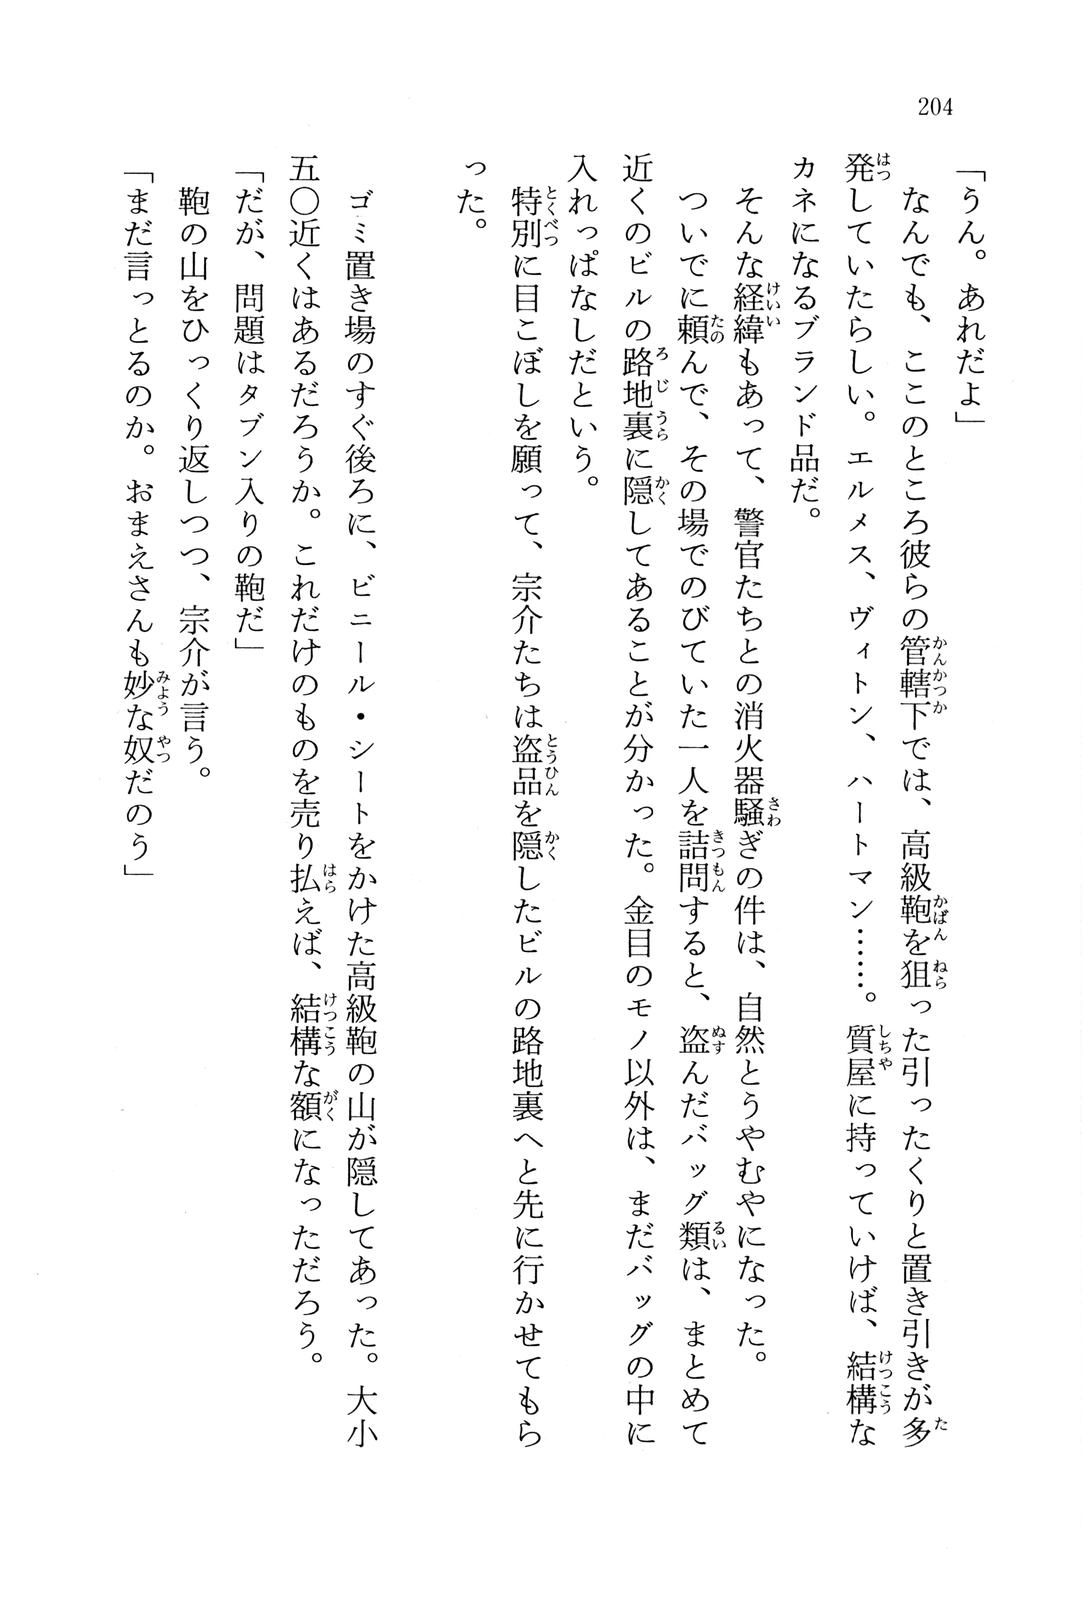 204
「うん。あれだよ」
　なんでも、ここのところ彼らの管轄下では、高級鞄を狙った引ったくりと置き引きが多
発していたらしい。エルメス、ヴィトン、ハートマン……。質屋に持っていけば、結構な
カネになるブランド品だ。
　そんな経緯もあって、警官たちとの消火器騒ぎの件は、自然とうやむやになった。
　ついでに頼んで、その場でのびていた一人を詰問すると、盗んだバッグ類は、まとめて
近くのビルの路地裏に隠してあることが分かった。金目のモノ以外は、まだバッグの中に
入れっぱなしだという。
　特別に目こぼしを願って、宗介たちは盗品を隠したビルの路地裏へと先に行かせてもら
った。
　ゴミ置き場のすぐ後ろに、ビニール・シートをかけた高級鞄の山が隠してあった。大小
五〇近くはあるだろうか。これだけのものを売り払えば、結構な額になっただろう。
「だが、問題はタブン入りの鞄だ」
　鞄の山をひっくり返しつつ、宗介が言う。
「まだ言っとるのか。おまえさんも妙な奴だのう」